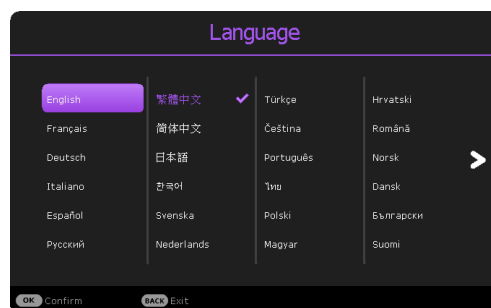 Language
English
Français
Deutsch
Italiano
Español
Русский
繁體中文
简体中文
日本語
한국어
Svenska
Nederlands
Türkçe
Čeština
Português
ไทย
Polski
Magyar
Hrvatski
Română
Norsk
Dansk
Български
Suomi
OK Confirm
BACK Exit